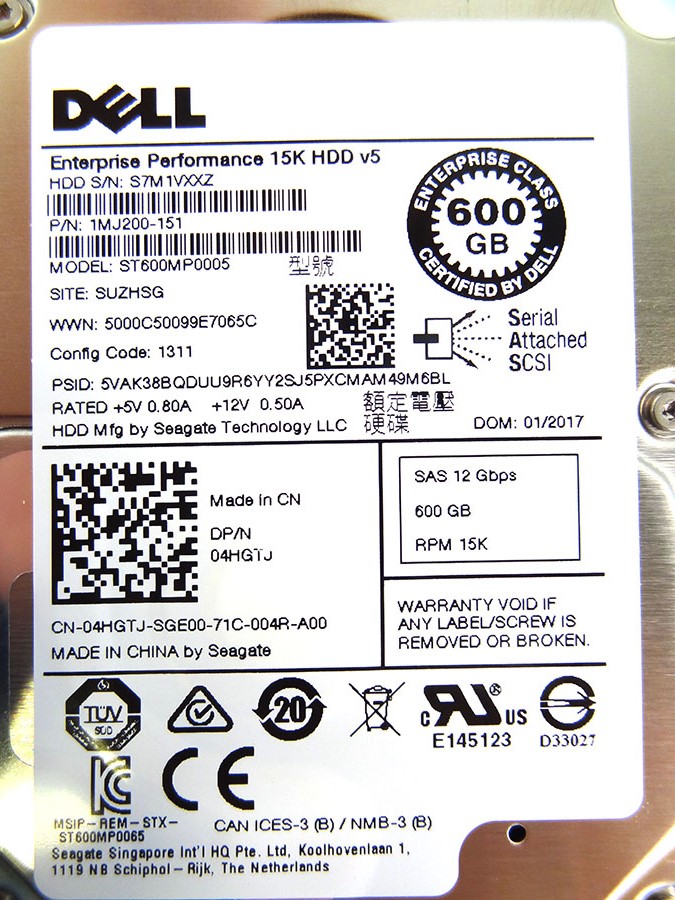 DELL
Enterprise Performance 15K HDD v5
HDD S/N: S7M1VXXZ
P/N: 1MJ200-151
MODEL: ST600MP0005 型號
SITE: SUZHSG
WWN: 5000C50099E7065C
Config Code: 1311
PSID: 5VAK38BQDUU9R6YY2SJ5PXCMAM49M6BL
RATED +5V 0.80A +12V 0.50A 額定電壓
HDD Mfg by Seagate Technology LLC 硬碟
DOM: 01/2017
ENTERPRISE CLASS
600
GB
CERTIFIED BY DELL
Serial
Attached
SCSI
Made in CN
DP/N
04HGTJ
CN-04HGTJ-SGE00-71C-004R-A00
MADE IN CHINA by Seagate
SAS 12 Gbps
600 GB
RPM 15K
WARRANTY VOID IF
ANY LABEL/SCREW IS
REMOVED OR BROKEN.
TÜV
SÜD
20
c RU US
E145123
D33027
CE
MSIP-REM-STX-
ST600MP0065
CAN ICES-3 (B) / NMB-3 (B)
Seagate Singapore Int'l HQ Pte. Ltd, Koolhovenlaan 1,
1119 NB Schiphol-Rijk, The Netherlands